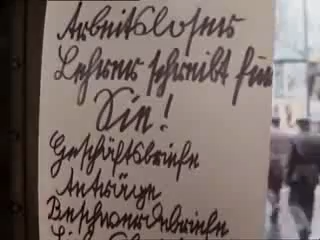 Arbeitsloser
Lehrer schreibt für
Sie!
Geschäftsbriefe
Anträge
Beschwerdebriefe